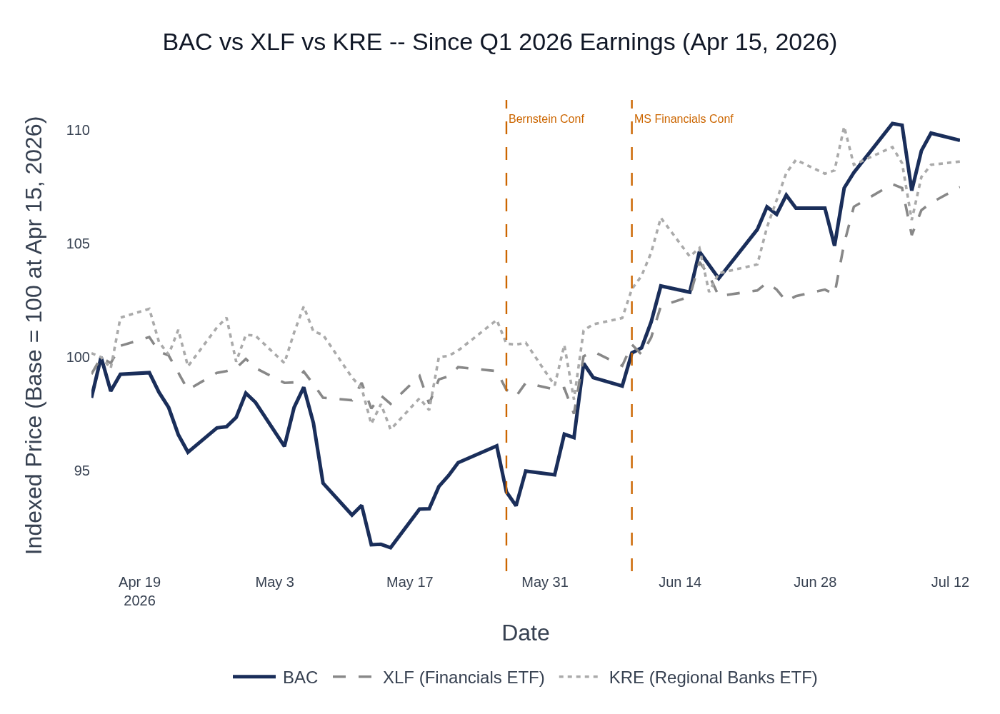 BAC vs XLF vs KRE -- Since Q1 2026 Earnings (Apr 15, 2026)
Indexed Price (Base = 100 at Apr 15, 2026)
110
105
100
95
Bernstein Conf
MS Financials Conf
Apr 19
2026
May 3
May 17
May 31
Jun 14
Jun 28
Jul 12
Date
BAC
XLF (Financials ETF)
KRE (Regional Banks ETF)